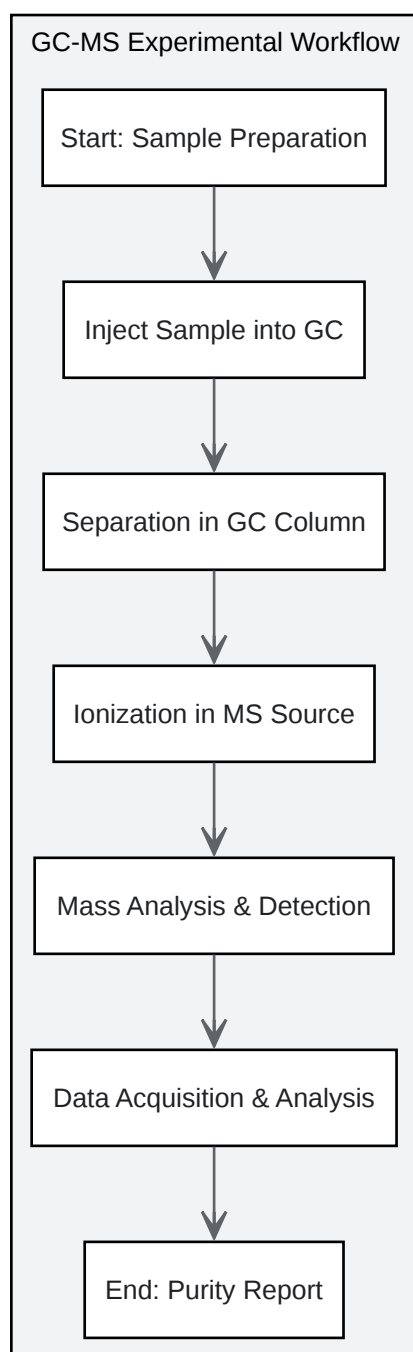 GC-MS Experimental Workflow
Start: Sample Preparation
Inject Sample into GC
Separation in GC Column
Ionization in MS Source
Mass Analysis & Detection
Data Acquisition & Analysis
End: Purity Report